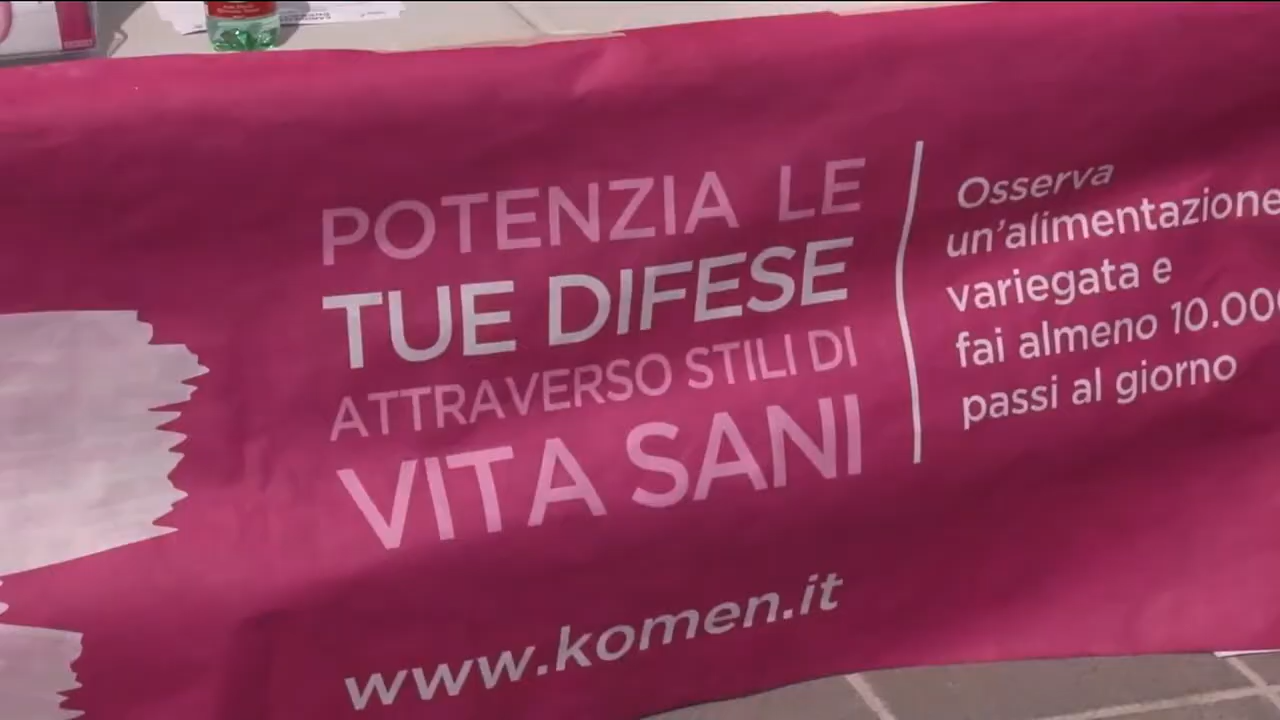 POTENZIA LE
TUE DIFESE
ATTRAVERSO STILI DI
VITA SANI
www.komen.it
Osserva
un'alimentazione
variegata e
fai almeno 10.00
passi al giorno